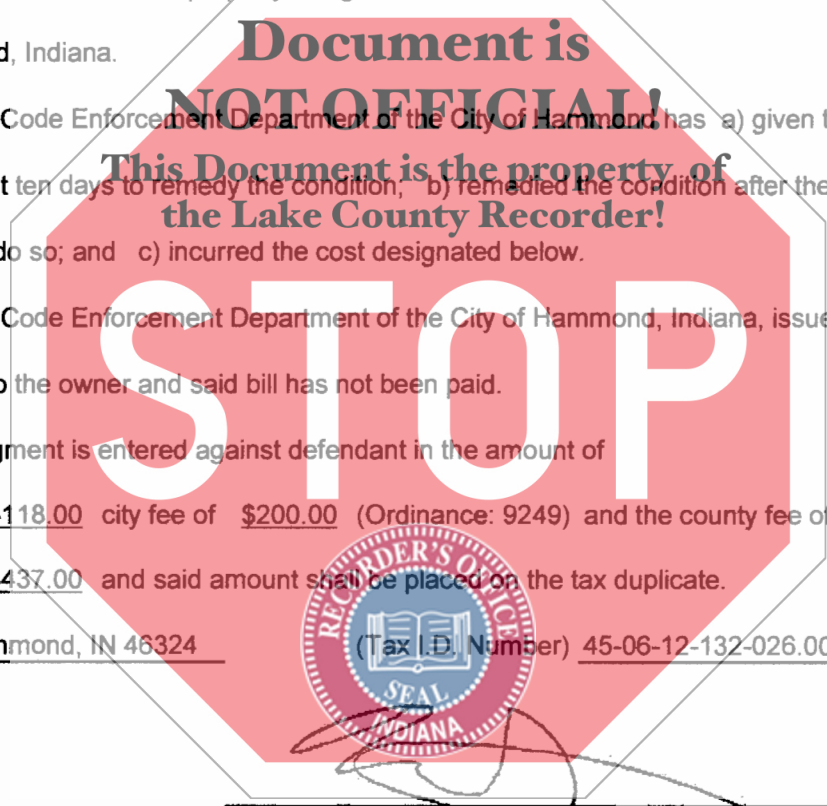 d, Indiana.
Document is
NOT OFFICIAL!
Code Enforcement Department of the City of Hammond has a) given
This Document is the property of
t ten days to remedy the condition; b) remedied the condition after the
the Lake County Recorder!
do so; and c) incurred the cost designated below.
STOP
Code Enforcement Department of the City of Hammond, Indiana, issue
o the owner and said bill has not been paid.
gment is entered against defendant in the amount of
118.00 city fee of $200.00 (Ordinance: 9249) and the county fee of
437.00 and said amount shall be placed on the tax duplicate.
mmond, IN 46324 (Tax I.D. Number) 45-06-12-132-026.00
RECORDER'S OFFICE
SEAL
INDIANA